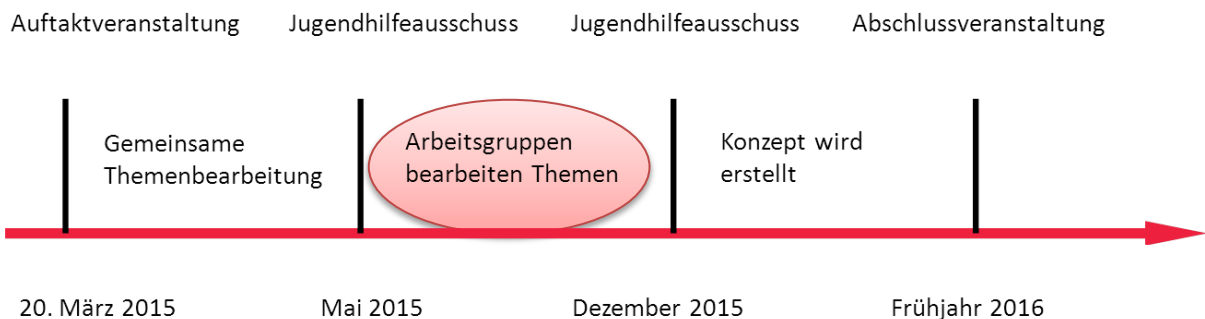 Auftaktveranstaltung
Jugendhilfeausschuss
Jugendhilfeausschuss
Abschlussveranstaltung
Gemeinsame
Themenbearbeitung
Arbeitsgruppen
bearbeiten Themen
Konzept wird
erstellt
20. März 2015
Mai 2015
Dezember 2015
Frühjahr 2016